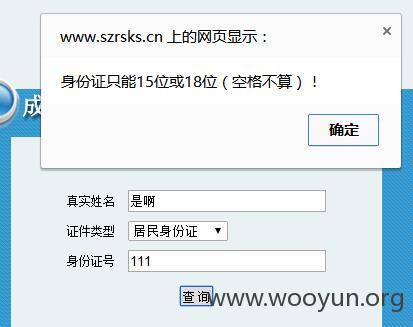 www.szrsks.cn 上的网页显示：
身份证只能15位或18位（空格不算）！
确定
成
真实姓名 是啊
证件类型 居民身份证
身份证号 111
查询
www.wooyun.org